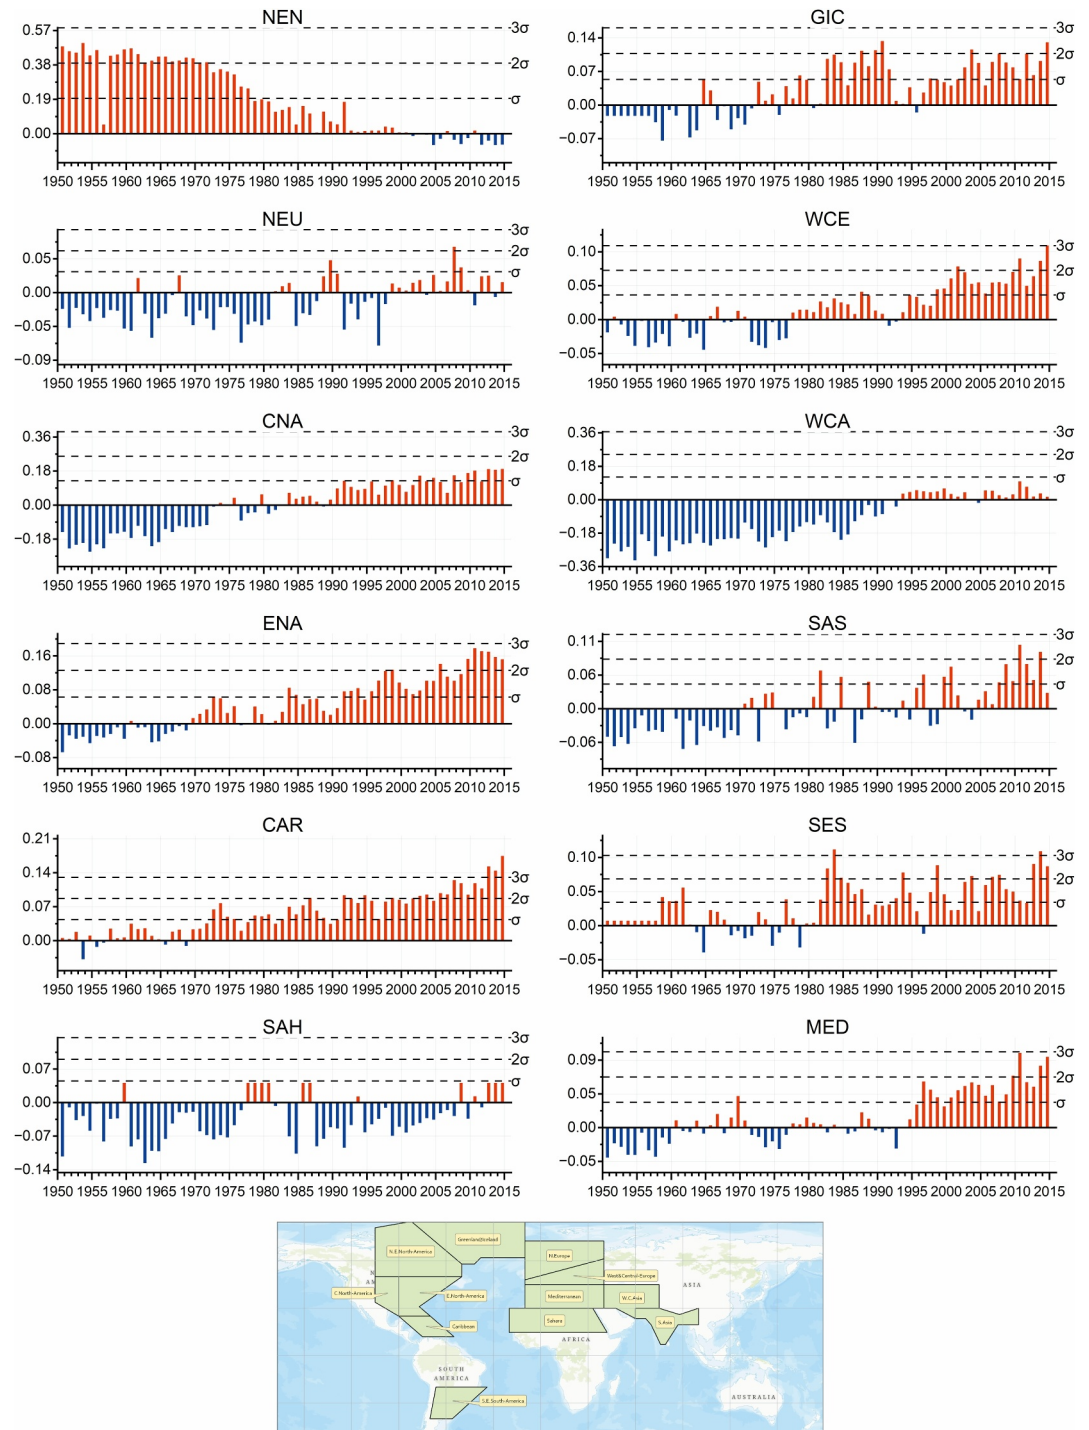 NEN
0.57
0.38
0.19
0.00
3σ
2σ
σ
1950 1955 1960 1965 1970 1975 1980 1985 1990 1995 2000 2005 2010 2015
GIC
0.14
0.07
0.00
−0.07
3σ
2σ
σ
1950 1955 1960 1965 1970 1975 1980 1985 1990 1995 2000 2005 2010 2015
NEU
0.05
0.00
−0.05
−0.09
3σ
2σ
σ
1950 1955 1960 1965 1970 1975 1980 1985 1990 1995 2000 2005 2010 2015
WCE
0.10
0.05
0.00
−0.05
3σ
2σ
σ
1950 1955 1960 1965 1970 1975 1980 1985 1990 1995 2000 2005 2010 2015
CNA
0.36
0.18
0.00
−0.18
3σ
2σ
σ
1950 1955 1960 1965 1970 1975 1980 1985 1990 1995 2000 2005 2010 2015
WCA
0.36
0.18
0.00
−0.18
−0.36
3σ
2σ
σ
1950 1955 1960 1965 1970 1975 1980 1985 1990 1995 2000 2005 2010 2015
ENA
0.16
0.08
0.00
−0.08
3σ
2σ
σ
1950 1955 1960 1965 1970 1975 1980 1985 1990 1995 2000 2005 2010 2015
SAS
0.11
0.06
0.00
−0.06
3σ
2σ
σ
1950 1955 1960 1965 1970 1975 1980 1985 1990 1995 2000 2005 2010 2015
CAR
0.21
0.14
0.07
0.00
3σ
2σ
σ
1950 1955 1960 1965 1970 1975 1980 1985 1990 1995 2000 2005 2010 2015
SES
0.10
0.05
0.00
−0.05
3σ
2σ
σ
1950 1955 1960 1965 1970 1975 1980 1985 1990 1995 2000 2005 2010 2015
SAH
0.07
0.00
−0.07
−0.14
3σ
2σ
σ
1950 1955 1960 1965 1970 1975 1980 1985 1990 1995 2000 2005 2010 2015
MED
0.09
0.05
0.00
−0.05
3σ
2σ
σ
1950 1955 1960 1965 1970 1975 1980 1985 1990 1995 2000 2005 2010 2015
Greenland/Iceland
N.E.North-America
N.Europe
West&Central-Europe
ASIA
C.North-America
E.North-America
Mediterranean
W.C.Asia
Caribbean
Sahara
S.Asia
AFRICA
SOUTH
AMERICA
S.E.South-America
AUSTRALIA